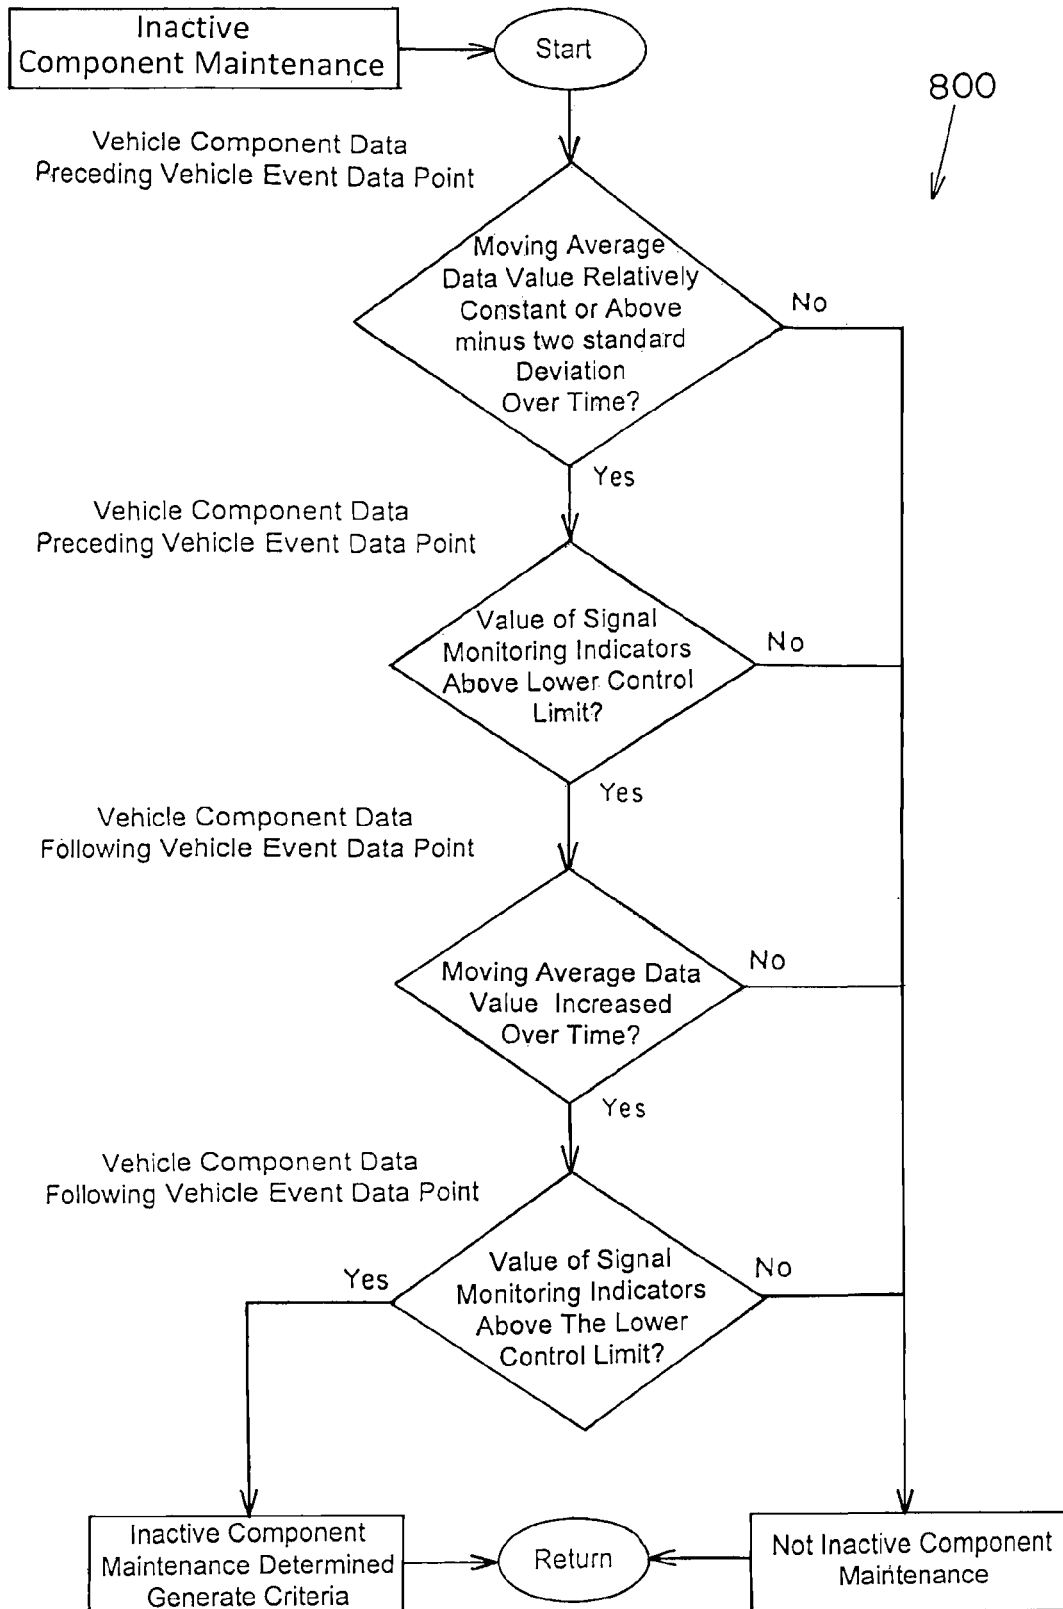 Inactive
Component Maintenance
Start
800
Vehicle Component Data
Preceding Vehicle Event Data Point
Moving Average
Data Value Relatively
Constant or Above
minus two standard
Deviation
Over Time?
No
Yes
Vehicle Component Data
Preceding Vehicle Event Data Point
Value of Signal
Monitoring Indicators
Above Lower Control
Limit?
No
Yes
Vehicle Component Data
Following Vehicle Event Data Point
Moving Average Data
Value Increased
Over Time?
No
Yes
Vehicle Component Data
Following Vehicle Event Data Point
Value of Signal
Monitoring Indicators
Above The Lower
Control Limit?
Yes
No
Inactive Component
Maintenance Determined
Generate Criteria
Return
Not Inactive Component
Maintenance